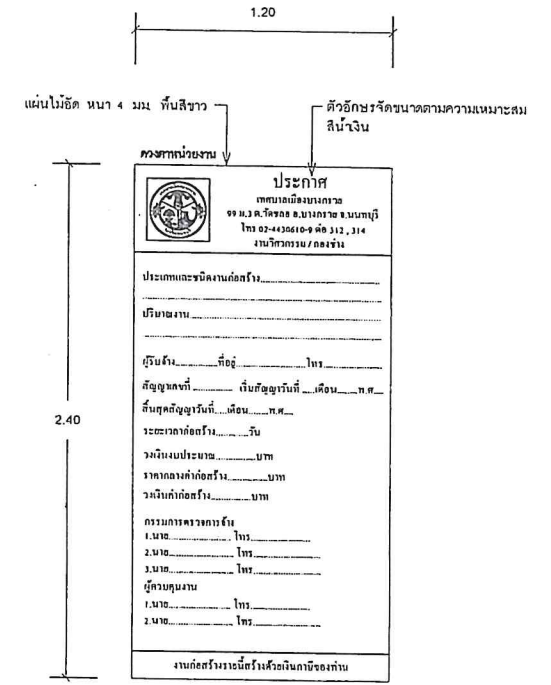 1.20
แผ่นไม้อัด หนา 4 มม. พื้นสีขาว
ตัวอักษรจัดขนาดตามความเหมาะสม
สีน้ำเงิน
ดวงตาหน่วยงาน
ประกาศ
เทศบาลเมืองบางกรวย
99 ม.3 ต.วัดชลอ อ.บางกรวย จ.นนทบุรี
โทร 02-4430610-9 ต่อ 312 , 314
งานวิศวกรรม / กองช่าง
ประเภทและชนิดงานก่อสร้าง
ปริมาณงาน
ผู้รับจ้าง ที่อยู่ โทร
สัญญาเลขที่ เริ่มสัญญาวันที่ เดือน พ.ศ.
สิ้นสุดสัญญาวันที่ เดือน พ.ศ.
ระยะเวลาก่อสร้าง วัน
วงเงินงบประมาณ บาท
ราคากลางค่าก่อสร้าง บาท
วงเงินค่าก่อสร้าง บาท
กรรมการตรวจการจ้าง
1.นาย โทร
2.นาย โทร
3.นาย โทร
ผู้ควบคุมงาน
1.นาย โทร
2.นาย โทร
2.40
งานก่อสร้างรายนี้สร้างด้วยเงินภาษีของท่าน